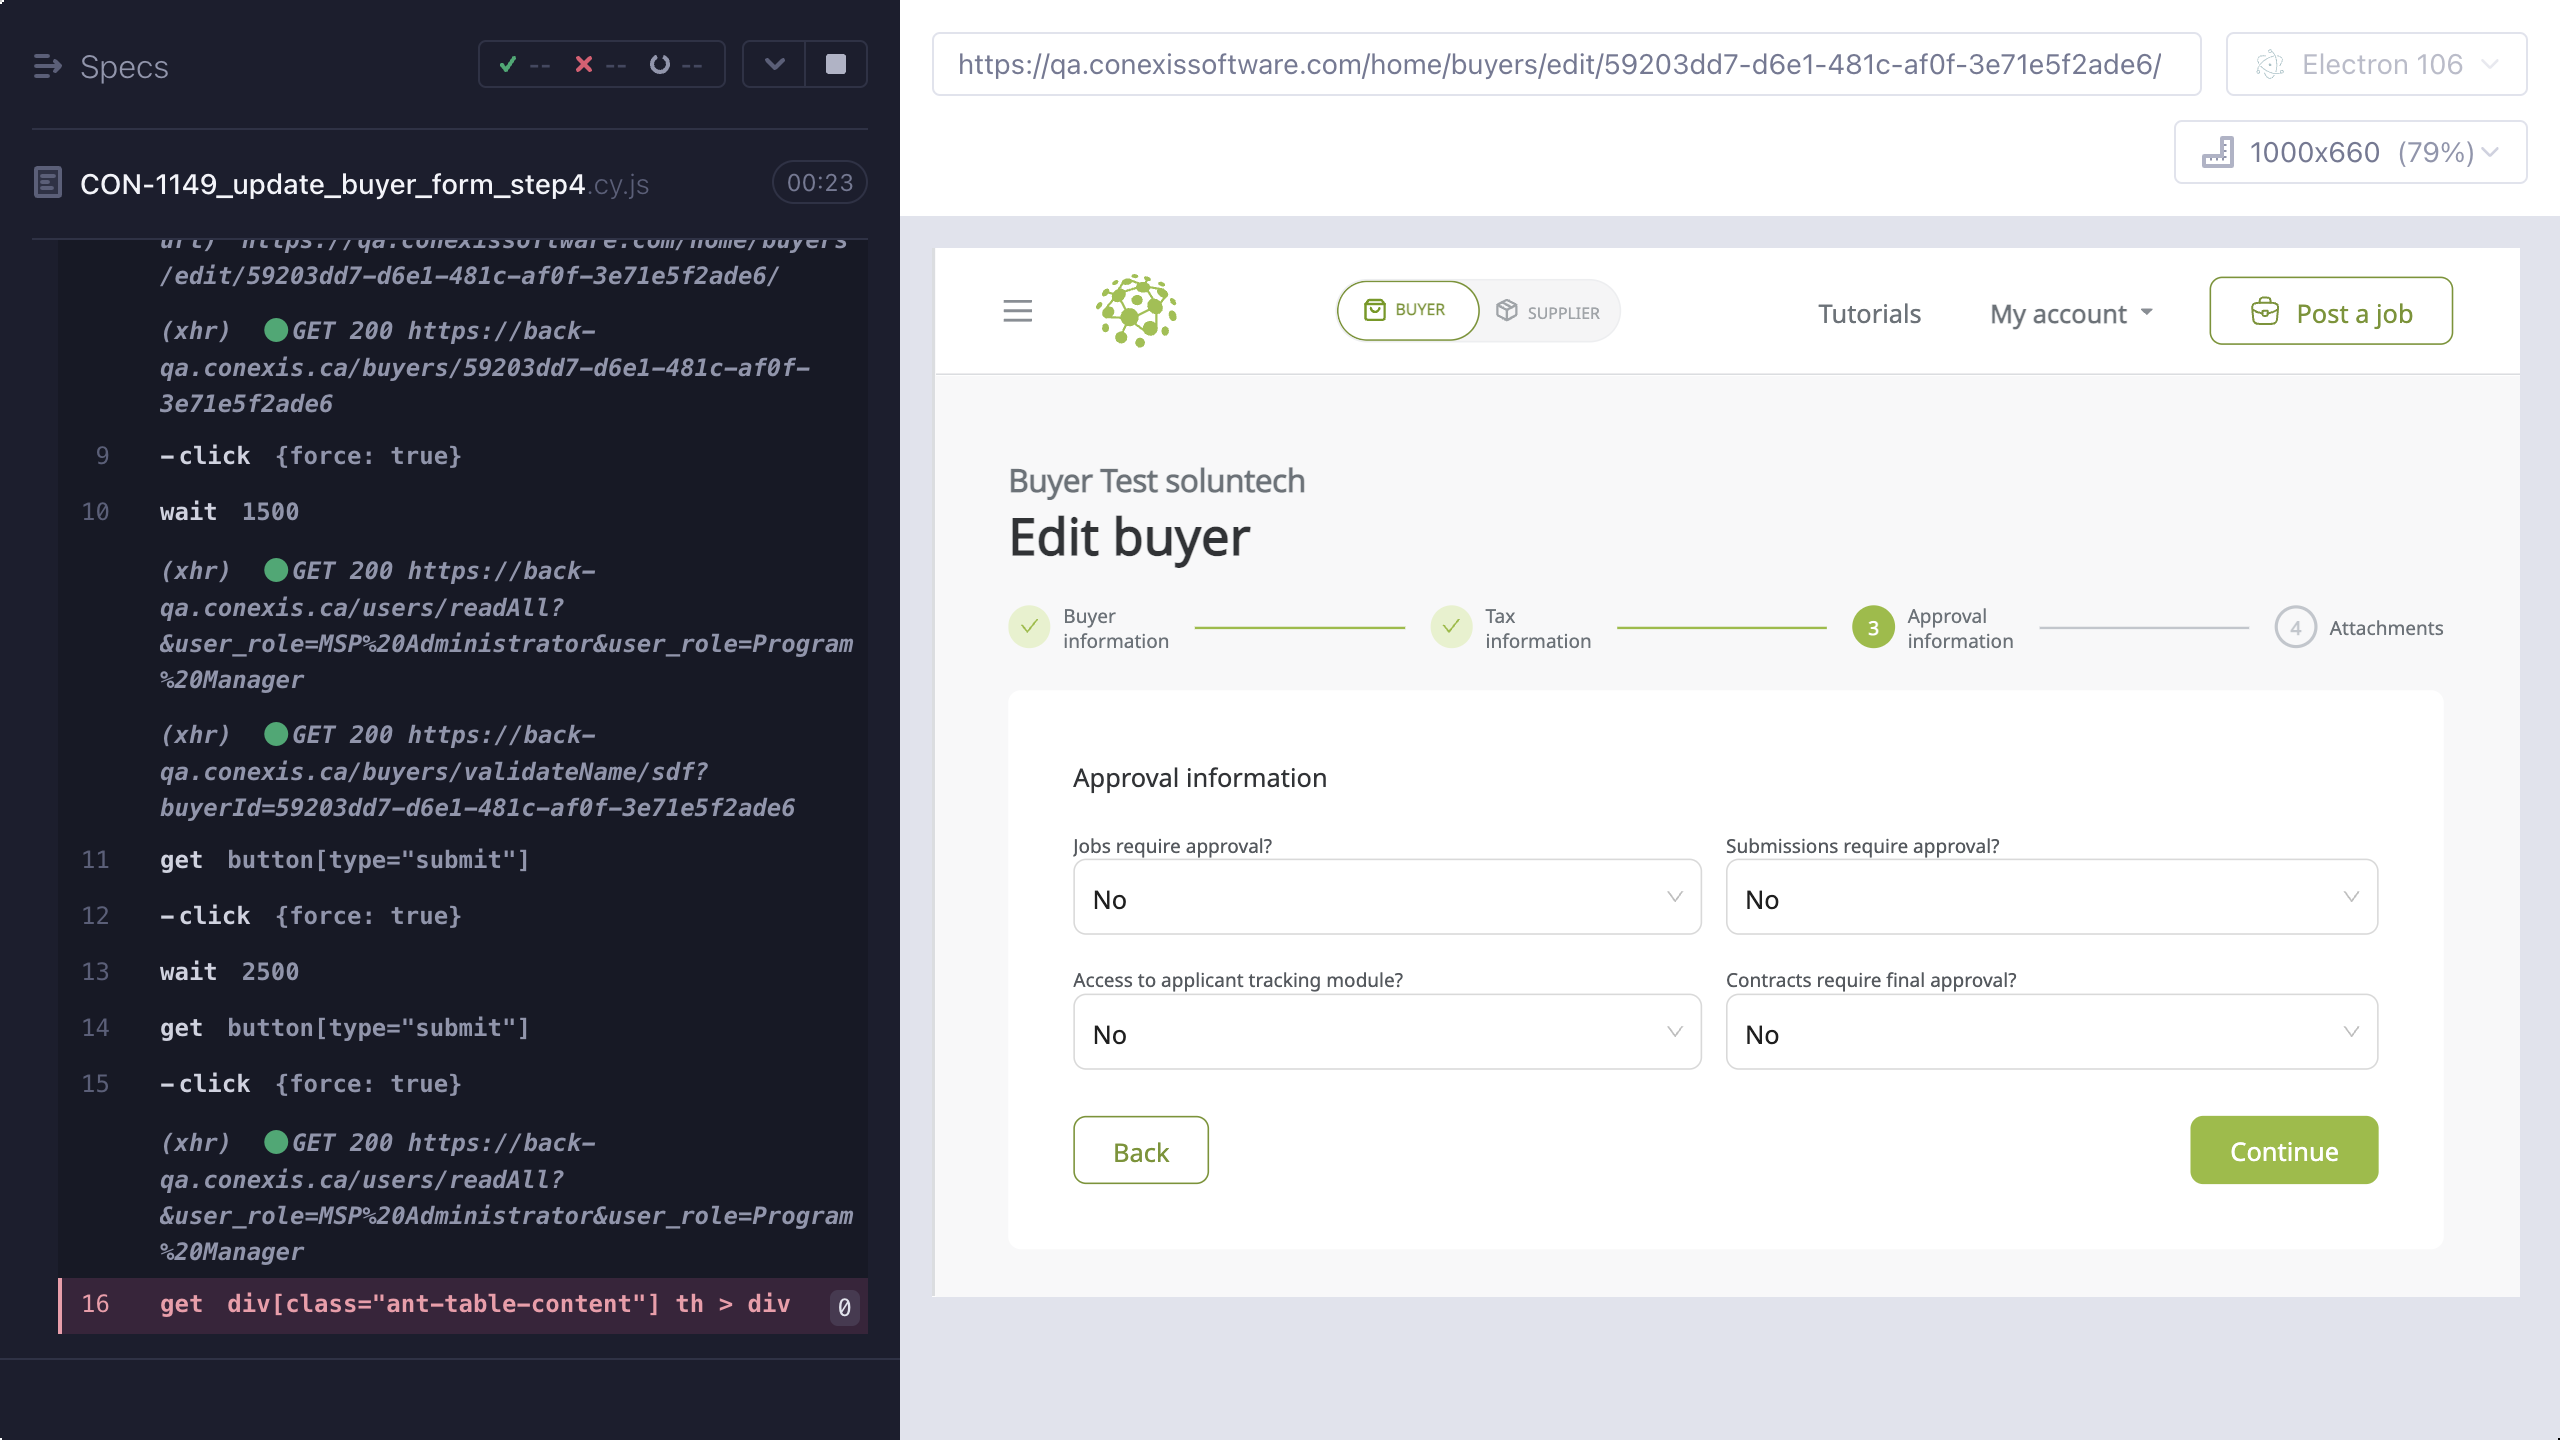 Specs
-- -- --
CON-1149_update_buyer_form_step4.cy.js
00:23
url) https://qa.conexissoftware.com/home/buyers
/edit/59203dd7-d6e1-481c-af0f-3e71e5f2ade6/
(xhr) GET 200 https://back-
qa.conexis.ca/buyers/59203dd7-d6e1-481c-af0f-
3e71e5f2ade6
9 -click {force: true}
10 wait 1500
(xhr) GET 200 https://back-
qa.conexis.ca/users/readAll?
&user_role=MSP%20Administrator&user_role=Program
%20Manager
(xhr) GET 200 https://back-
qa.conexis.ca/buyers/validateName/sdf?
buyerId=59203dd7-d6e1-481c-af0f-3e71e5f2ade6
11 get button[type="submit"]
12 -click {force: true}
13 wait 2500
14 get button[type="submit"]
15 -click {force: true}
(xhr) GET 200 https://back-
qa.conexis.ca/users/readAll?
&user_role=MSP%20Administrator&user_role=Program
%20Manager
16 get div[class="ant-table-content"] th > div 0
https://qa.conexissoftware.com/home/buyers/edit/59203dd7-d6e1-481c-af0f-3e71e5f2ade6/
Electron 106
1000x660 (79%)
BUYER
SUPPLIER
Tutorials
My account
Post a job
Buyer Test soluntech
Edit buyer
Buyer
information
Tax
information
3
Approval
information
4
Attachments
Approval information
Jobs require approval?
No
Submissions require approval?
No
Access to applicant tracking module?
No
Contracts require final approval?
No
Back
Continue